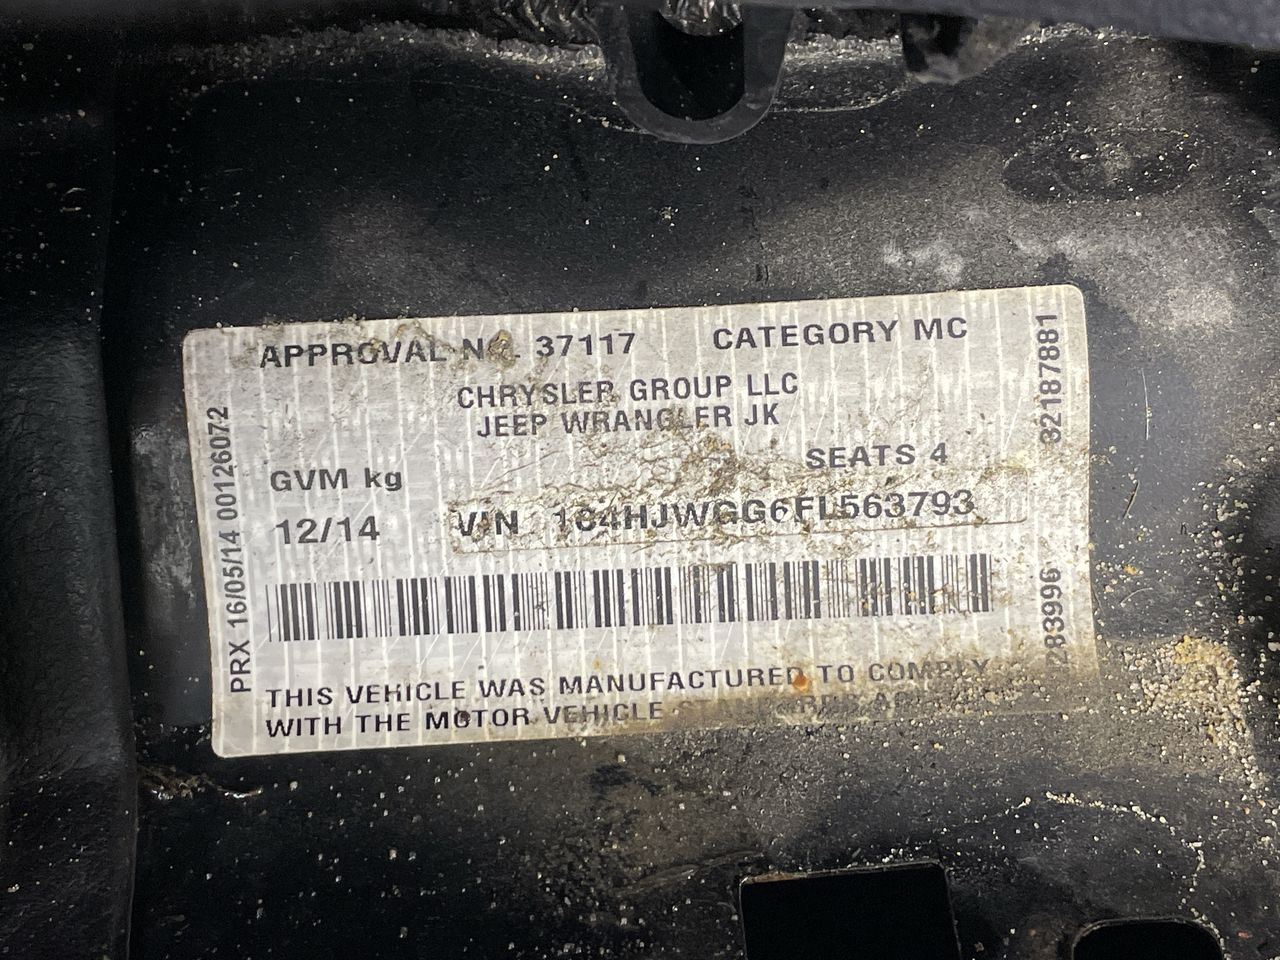 APPROVAL NO. 37117 CATEGORY MC
CHRYSLER GROUP LLC
JEEP WRANGLER JK
SEATS 4
GVM kg
12/14
VIN 1C4HJWGG6FL563793
THIS VEHICLE WAS MANUFACTURED TO COMPLY
WITH THE MOTOR VEHICLE STANDARDS
PRX 16/05/14 00126072
32187881